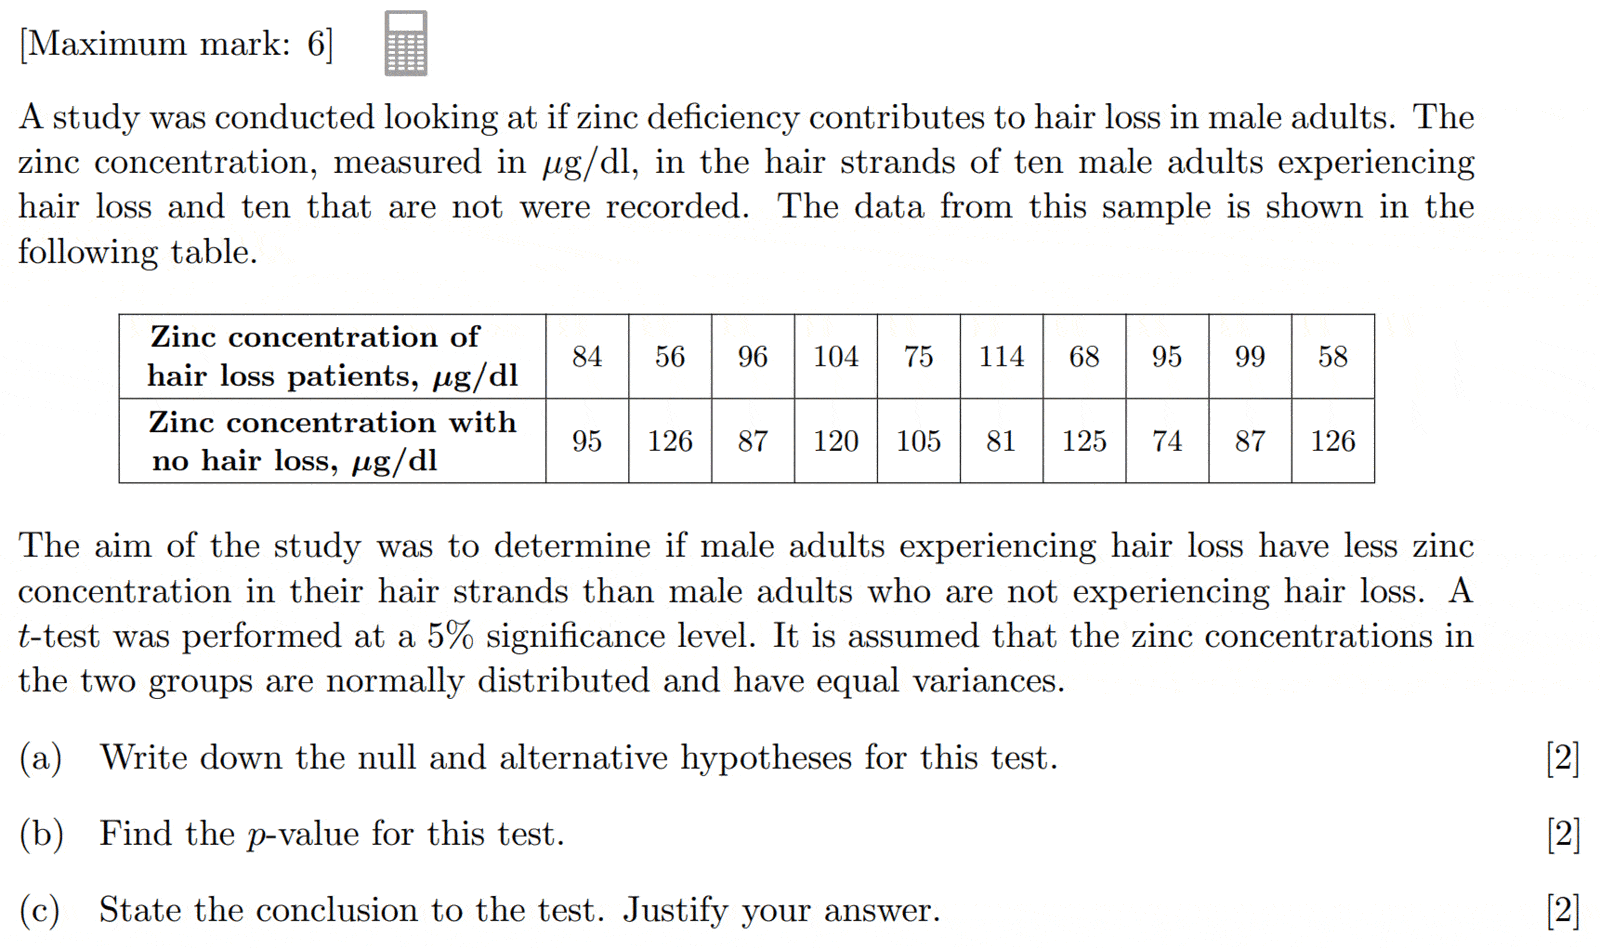 [Maximum mark: 6]
A study was conducted looking at if zinc deficiency contributes to hair loss in male adults. The
zinc concentration, measured in μg/dl, in the hair strands of ten male adults experiencing
hair loss and ten that are not were recorded. The data from this sample is shown in the
following table.
Zinc concentration of
hair loss patients, μg/dl 84 56 96 104 75 114 68 95 99 58
Zinc concentration with
no hair loss, μg/dl 95 126 87 120 105 81 125 74 87 126
The aim of the study was to determine if male adults experiencing hair loss have less zinc
concentration in their hair strands than male adults who are not experiencing hair loss. A
t-test was performed at a 5% significance level. It is assumed that the zinc concentrations in
the two groups are normally distributed and have equal variances.
(a) Write down the null and alternative hypotheses for this test. [2]
(b) Find the p-value for this test. [2]
(c) State the conclusion to the test. Justify your answer. [2]